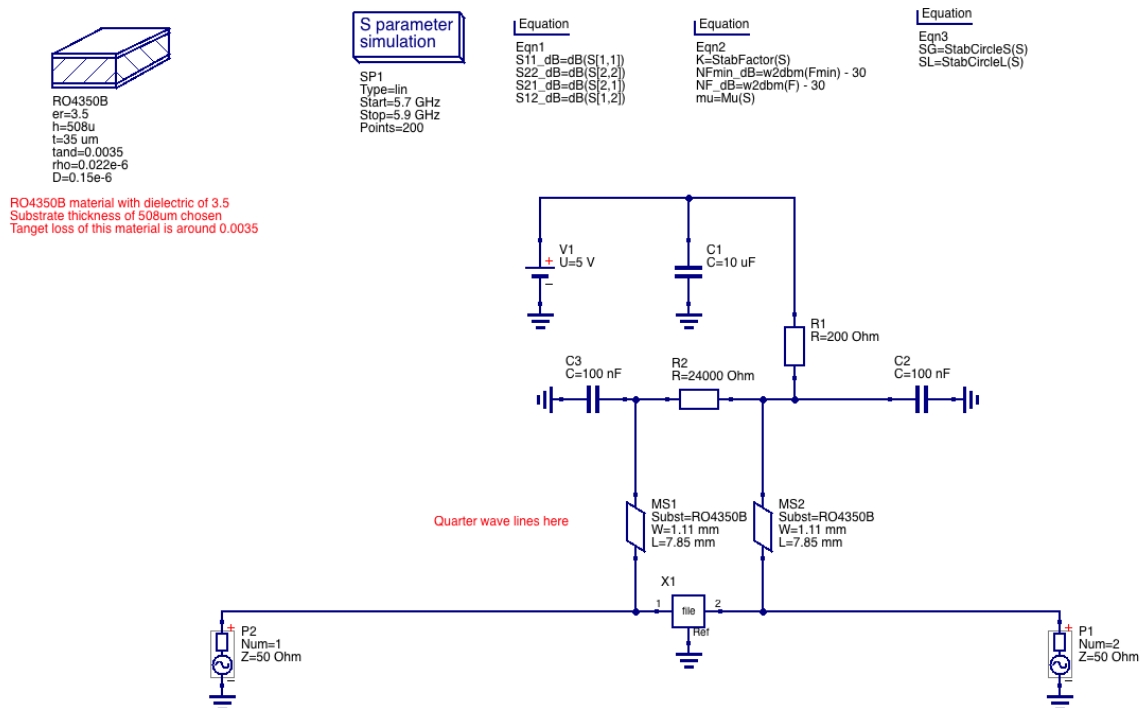 RO4350B
er=3.5
h=508u
t=35 um
tand=0.0035
rho=0.022e-6
D=0.15e-6
RO4350B material with dielectric of 3.5
Substrate thickness of 508um chosen
Tanget loss of this material is around 0.0035
S parameter
simulation
SP1
Type=lin
Start=5.7 GHz
Stop=5.9 GHz
Points=200
Equation
Eqn1
S11_dB=dB(S[1,1])
S22_dB=dB(S[2,2])
S21_dB=dB(S[2,1])
S12_dB=dB(S[1,2])
Equation
Eqn2
K=StabFactor(S)
NFmin_dB=w2dbm(Fmin) - 30
NF_dB=w2dbm(F) - 30
mu=Mu(S)
Equation
Eqn3
SG=StabCircleS(S)
SL=StabCircleL(S)
V1
U=5 V
+
–
C1
C=10 uF
R1
R=200 Ohm
C3
C=100 nF
R2
R=24000 Ohm
C2
C=100 nF
Quarter wave lines here
MS1
Subst=RO4350B
W=1.11 mm
L=7.85 mm
MS2
Subst=RO4350B
W=1.11 mm
L=7.85 mm
X1
1
file
2
Ref
+
–
P2
Num=1
Z=50 Ohm
+
–
P1
Num=2
Z=50 Ohm